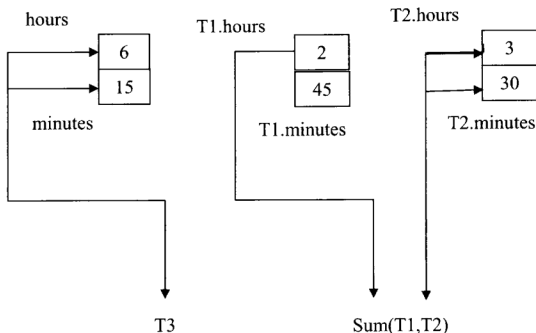 hours
6
15
minutes
T3
T1.hours
2
45
T1.minutes
T2.hours
3
30
T2.minutes
Sum(T1,T2)